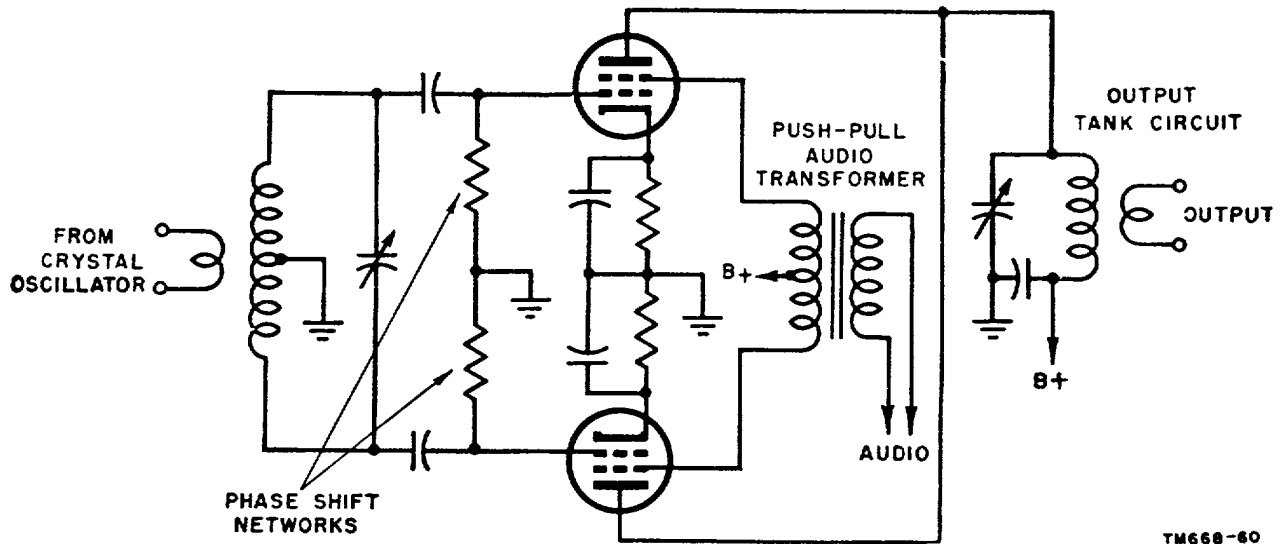 OUTPUT
TANK CIRCUIT
PUSH-PULL
AUDIO
TRANSFORMER
FROM
CRYSTAL
OSCILLATOR
OUTPUT
B+
B+
AUDIO
PHASE SHIFT
NETWORKS
TM668-60